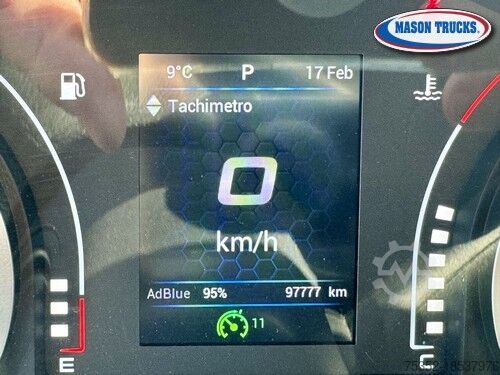 MASON TRUCKS.
9°C P 17 Feb
Tachimetro
0
km/h
AdBlue 95% 97777 km
11
E